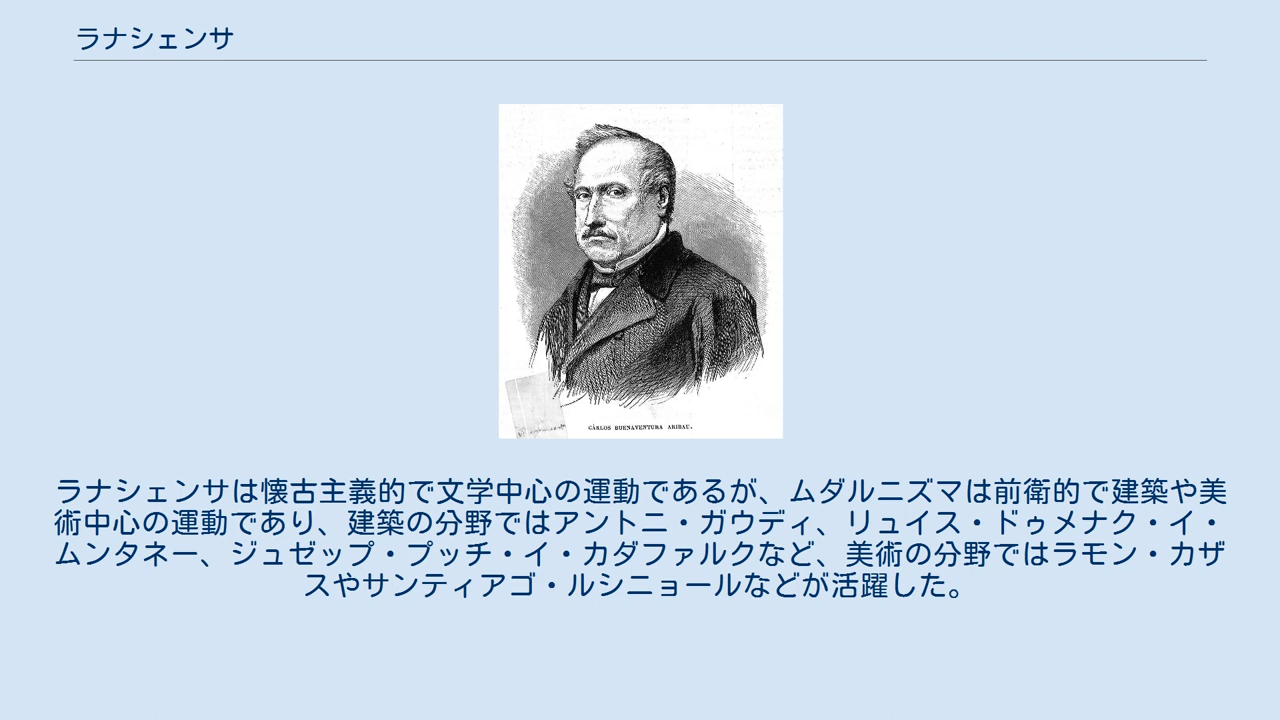 ラナシェンサ
CÁRLOS BUENAVENTURA ARIBAU.
ラナシェンサは懐古主義的で文学中心の運動であるが、ムダルニズマは前衛的で建築や美
術中心の運動であり、建築の分野ではアントニ・ガウディ、リュイス・ドゥメナク・イ・
ムンタネー、ジュゼップ・プッチ・イ・カダファルクなど、美術の分野ではラモン・カザ
スやサンティアゴ・ルシニョールなどが活躍した。